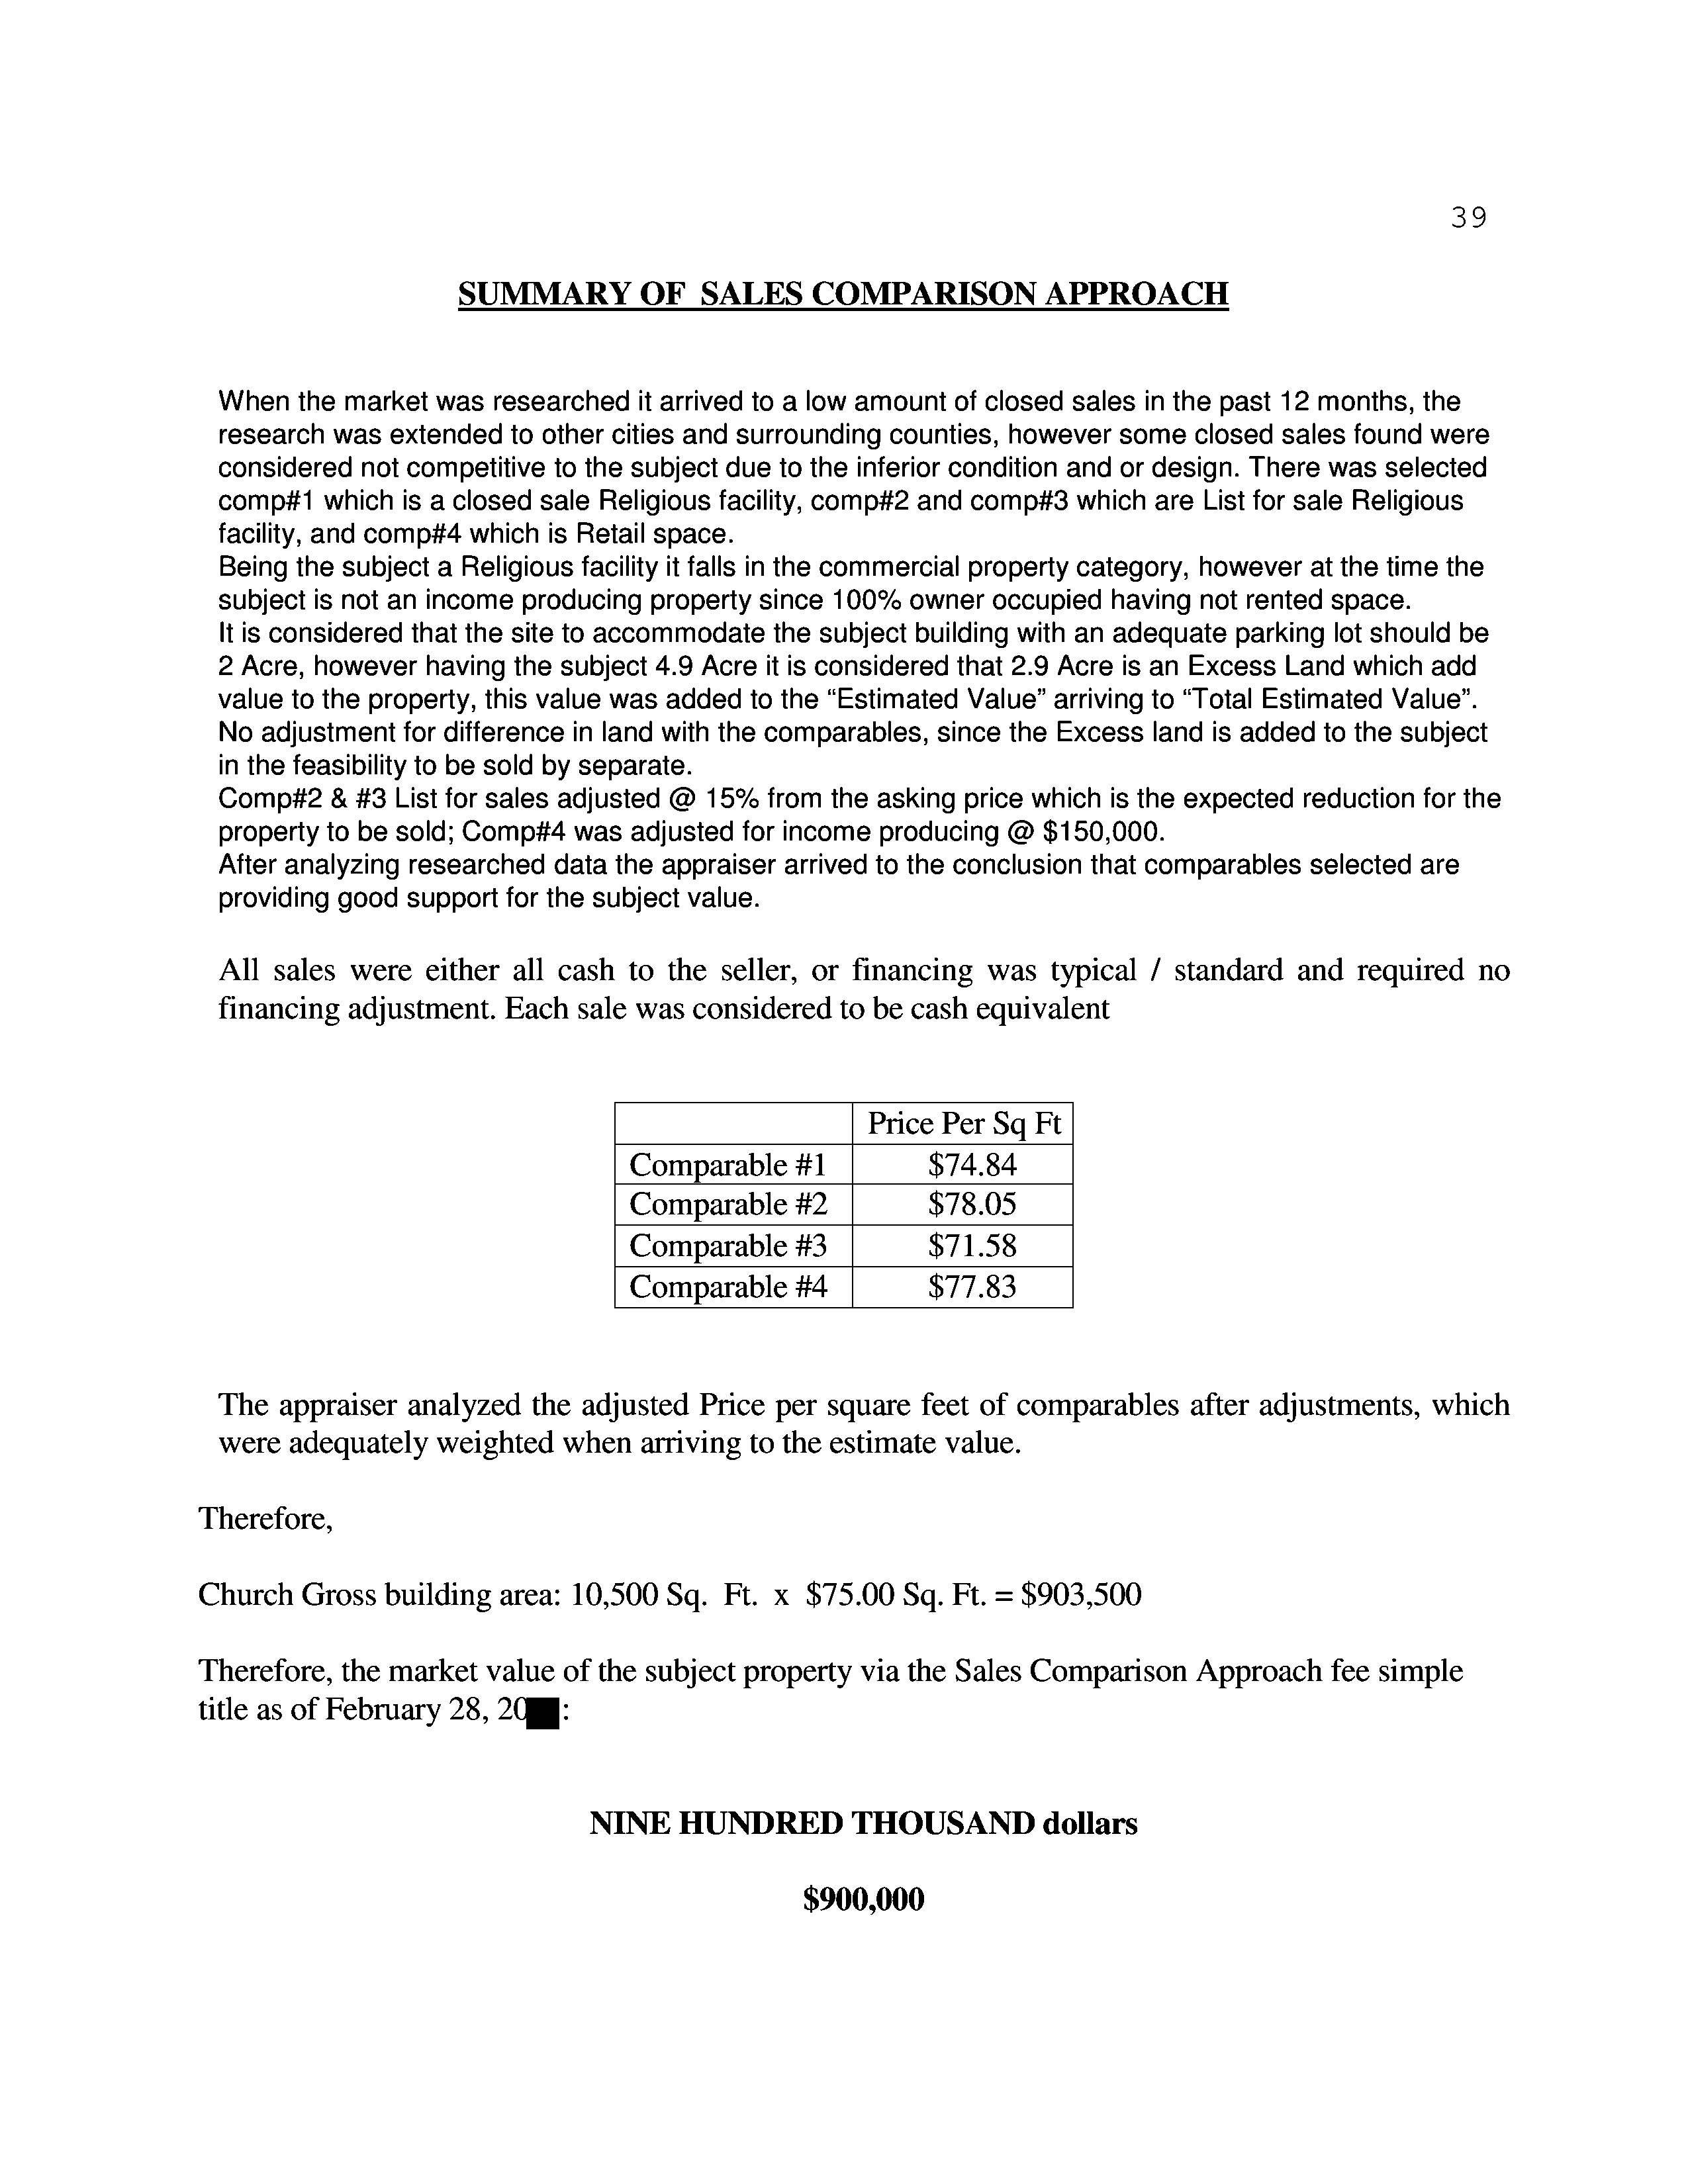 39
SUMMARY OF SALES COMPARISON APPROACH
When the market was researched it arrived to a low amount of closed sales in the past 12 months, the
research was extended to other cities and surrounding counties, however some closed sales found were
considered not competitive to the subject due to the inferior condition and or design. There was selected
comp#1 which is a closed sale Religious facility, comp#2 and comp#3 which are List for sale Religious
facility, and comp#4 which is Retail space.
Being the subject a Religious facility it falls in the commercial property category, however at the time the
subject is not an income producing property since 100% owner occupied having not rented space.
It is considered that the site to accommodate the subject building with an adequate parking lot should be
2 Acre, however having the subject 4.9 Acre it is considered that 2.9 Acre is an Excess Land which add
value to the property, this value was added to the “Estimated Value” arriving to “Total Estimated Value”.
No adjustment for difference in land with the comparables, since the Excess land is added to the subject
in the feasibility to be sold by separate.
Comp#2 & #3 List for sales adjusted @ 15% from the asking price which is the expected reduction for the
property to be sold; Comp#4 was adjusted for income producing @ $150,000.
After analyzing researched data the appraiser arrived to the conclusion that comparables selected are
providing good support for the subject value.
All sales were either all cash to the seller, or financing was typical / standard and required no
financing adjustment. Each sale was considered to be cash equivalent
Price Per Sq Ft
Comparable #1 $74.84
Comparable #2 $78.05
Comparable #3 $71.58
Comparable #4 $77.83
The appraiser analyzed the adjusted Price per square feet of comparables after adjustments, which
were adequately weighted when arriving to the estimate value.
Therefore,
Church Gross building area: 10,500 Sq. Ft. x $75.00 Sq. Ft. = $903,500
Therefore, the market value of the subject property via the Sales Comparison Approach fee simple
title as of February 28, 20 :
NINE HUNDRED THOUSAND dollars
$900,000